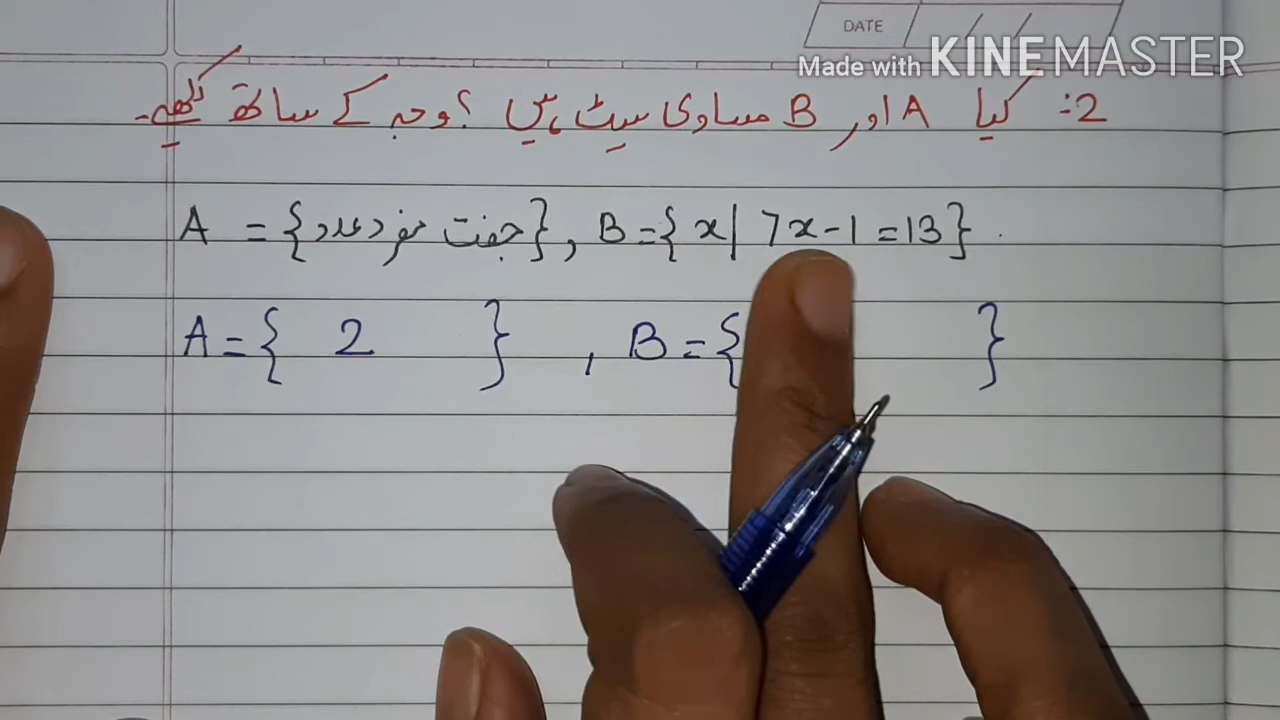 DATE
Made with KINEMASTER
2:- کیا A اور B مساوی سیٹ ہیں؟ وجہ کے ساتھ لکھیے۔
A = {جفت مفرد عدد}, B = {x| 7x-1=13}.
A = { 2 }, B = { }